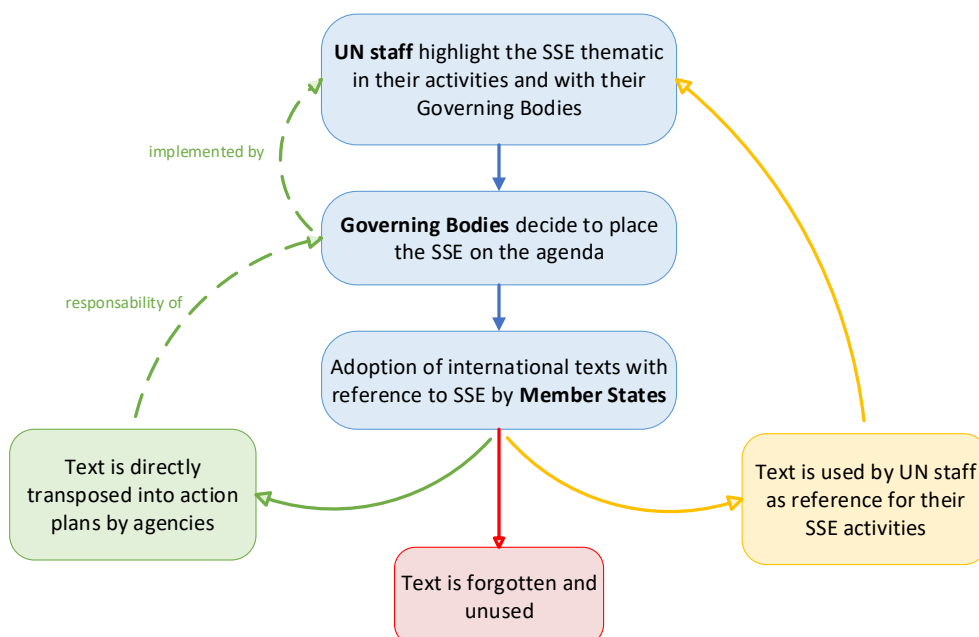 UN staff highlight the SSE thematic
in their activities and with their
Governing Bodies
implemented by
Governing Bodies decide to place
the SSE on the agenda
responsability of
Adoption of international texts with
reference to SSE by Member States
Text is directly
transposed into action
plans by agencies
Text is used by UN staff
as reference for their
SSE activities
Text is forgotten and
unused